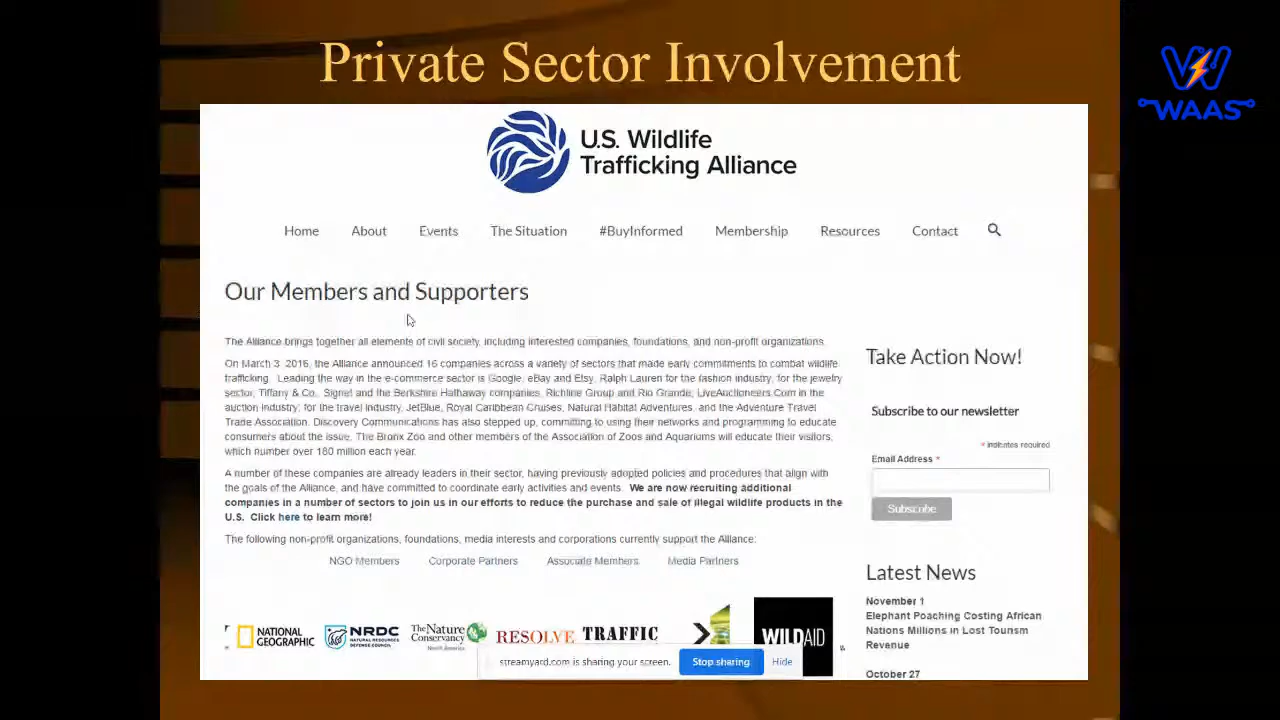 Private Sector Involvement
WAAS
U.S. Wildlife
Trafficking Alliance
Home About Events The Situation #BuyInformed Membership Resources Contact
Our Members and Supporters
The Alliance brings together all elements of civil society, including interested companies, foundations, and non-profit organizations.
On March 3, 2016, the Alliance announced 16 companies across a variety of sectors that made early commitments to combat wildlife
trafficking. Leading the way in the e-commerce sector is Google, eBay and Etsy, Ralph Lauren for the fashion industry, for the jewelry
sector, Tiffany & Co., Signet and the Berkshire Hathaway companies, Richline Group and Rio Grande, LiveAuctioneers.Com in the
auction industry; for the travel industry, JetBlue, Royal Caribbean Cruises, Natural Habitat Adventures, and the Adventure Travel
Trade Association. Discovery Communications has also stepped up, committing to using their networks and programming to educate
consumers about the issue. The Bronx Zoo and other members of the Association of Zoos and Aquariums will educate their visitors,
which number over 180 million each year.
A number of these companies are already leaders in their sector, having previously adopted policies and procedures that align with
the goals of the Alliance, and have committed to coordinate early activities and events. We are now recruiting additional
companies in a number of sectors to join us in our efforts to reduce the purchase and sale of illegal wildlife products in the
U.S. Click here to learn more!
The following non-profit organizations, foundations, media interests and corporations currently support the Alliance:
NGO Members Corporate Partners Associate Members Media Partners
NATIONAL
GEOGRAPHIC
NRDC
NATURAL RESOURCES
DEFENSE COUNCIL
The Nature
Conservancy
North America
RESOLVE
TRAFFIC
WILDAID
Take Action Now!
Subscribe to our newsletter
* indicates required
Email Address *
Subscribe
Latest News
November 1
Elephant Poaching Costing African
Nations Millions in Lost Tourism
Revenue
October 27
streamyard.com is sharing your screen. Stop sharing Hide